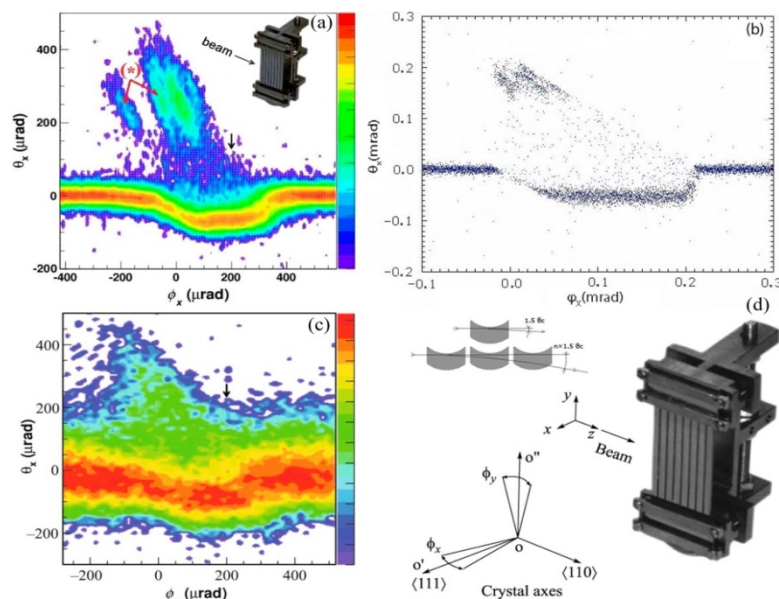 (a)
beam
(*)
θx (μrad)
400
300
200
100
0
-100
-200
-400 -200 0 200 400
ϕx (μrad)
(b)
θx(mrad)
0.3
0.2
0.1
0.0
-0.1
-0.2
-0.1 0.0 0.1 0.2 0.3
φx(mrad)
(c)
θx (μrad)
400
200
0
−200
−200 0 200 400
ϕ (μrad)
(d)
1.5 θc
n×1.5 θc
y
x z
Beam
o"
ϕy
ϕx
o
o'
⟨111⟩ ⟨110⟩
Crystal axes